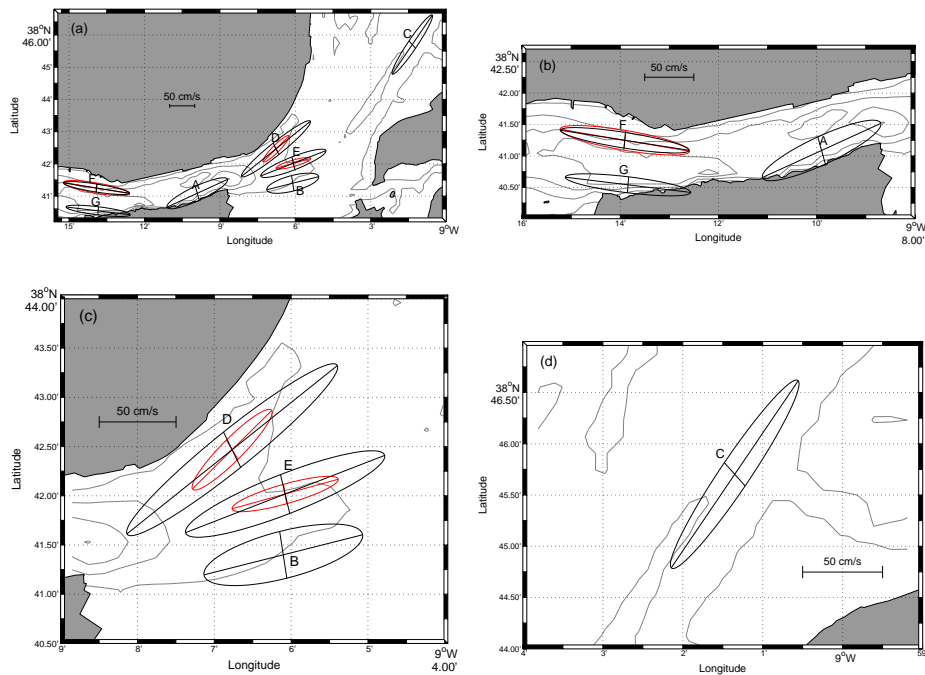 (a)
38°N
46.00'
45'
44'
43'
42'
41'
Latitude
50 cm/s
C
D
E
B
A
F
G
15'
12'
9'
6'
3'
9°W
Longitude
(b)
38°N
42.50'
42.00'
41.50'
41.00'
40.50'
Latitude
50 cm/s
F
A
G
16'
14'
12'
10'
9°W
8.00'
Longitude
(c)
38°N
44.00'
43.50'
43.00'
42.50'
42.00'
41.50'
41.00'
40.50'
Latitude
50 cm/s
D
E
B
9'
8'
7'
6'
5'
9°W
4.00'
Longitude
(d)
38°N
46.50'
46.00'
45.50'
45.00'
44.50'
44.00'
Latitude
C
50 cm/s
4'
3'
2'
1'
9°W
59'
Longitude